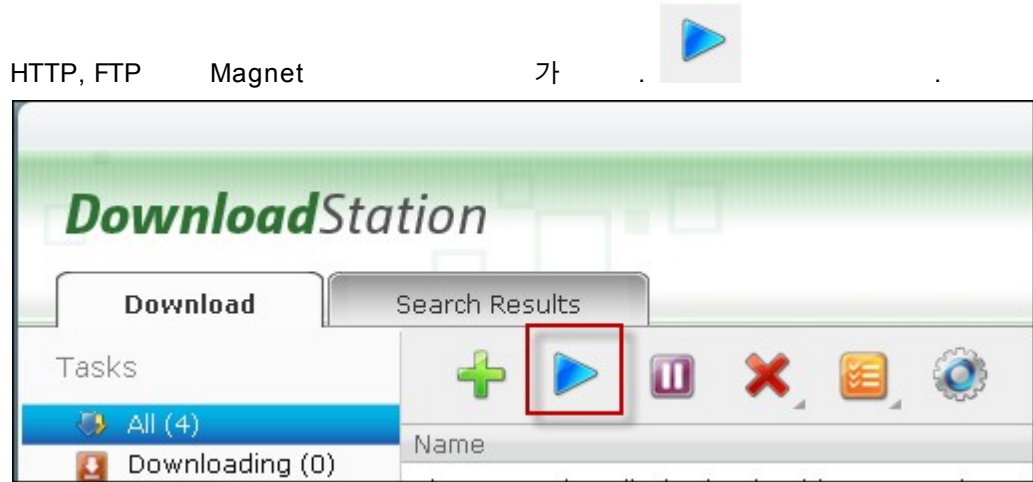 HTTP, FTP Magnet 가 . .
DownloadStation
Download Search Results
Tasks
All (4)
Name
Downloading (0)